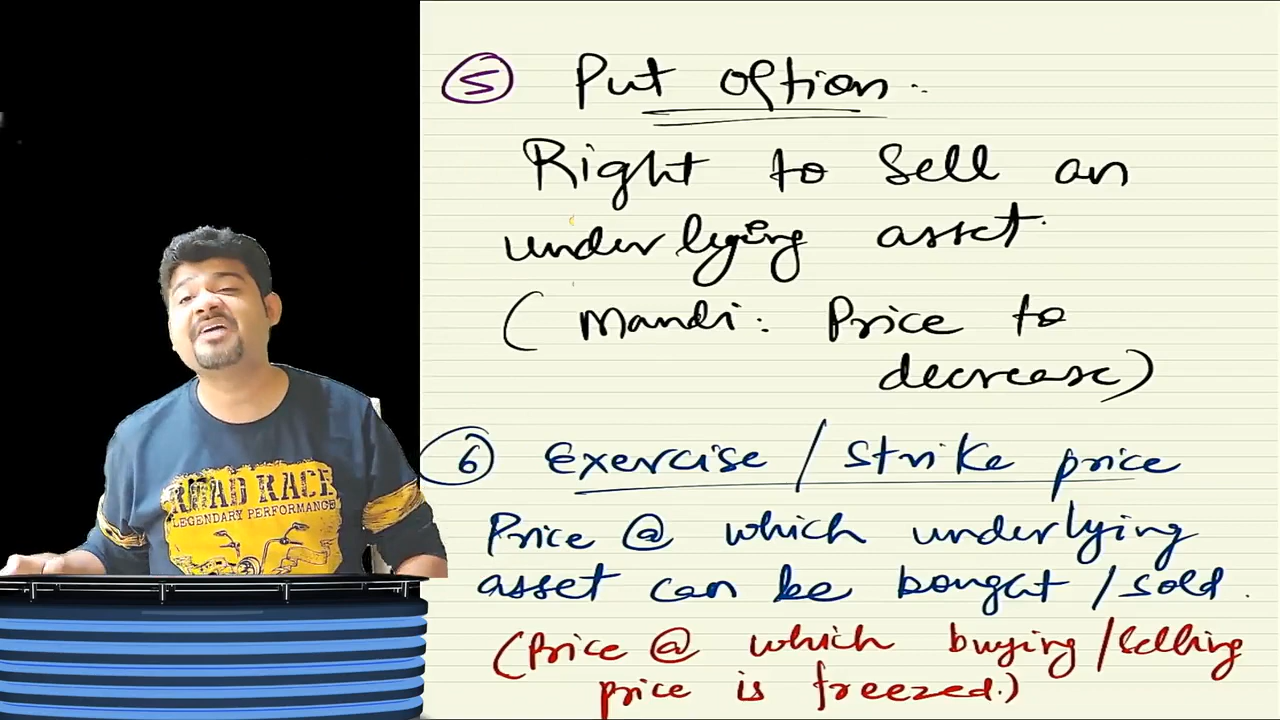 5 Put option..
Right to Sell an
underlying asset.
(Mandi: Price to
decrease)
6 Exercise / Strike price
Price @ which underlying
asset can be bought / sold.
(Price @ which buying / selling
price is freezed.)
ROAD RACE
LEGENDARY PERFORMANCE